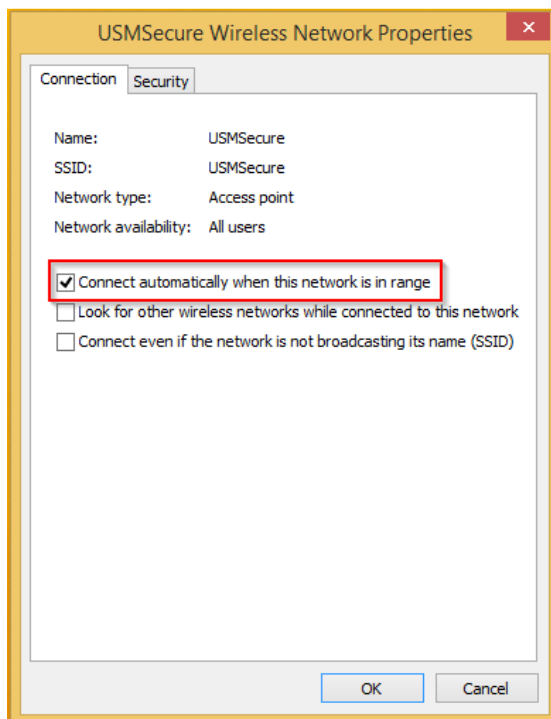 USMSecure Wireless Network Properties
Connection Security
Name: USMSecure
SSID: USMSecure
Network type: Access point
Network availability: All users
Connect automatically when this network is in range
Look for other wireless networks while connected to this network
Connect even if the network is not broadcasting its name (SSID)
OK Cancel